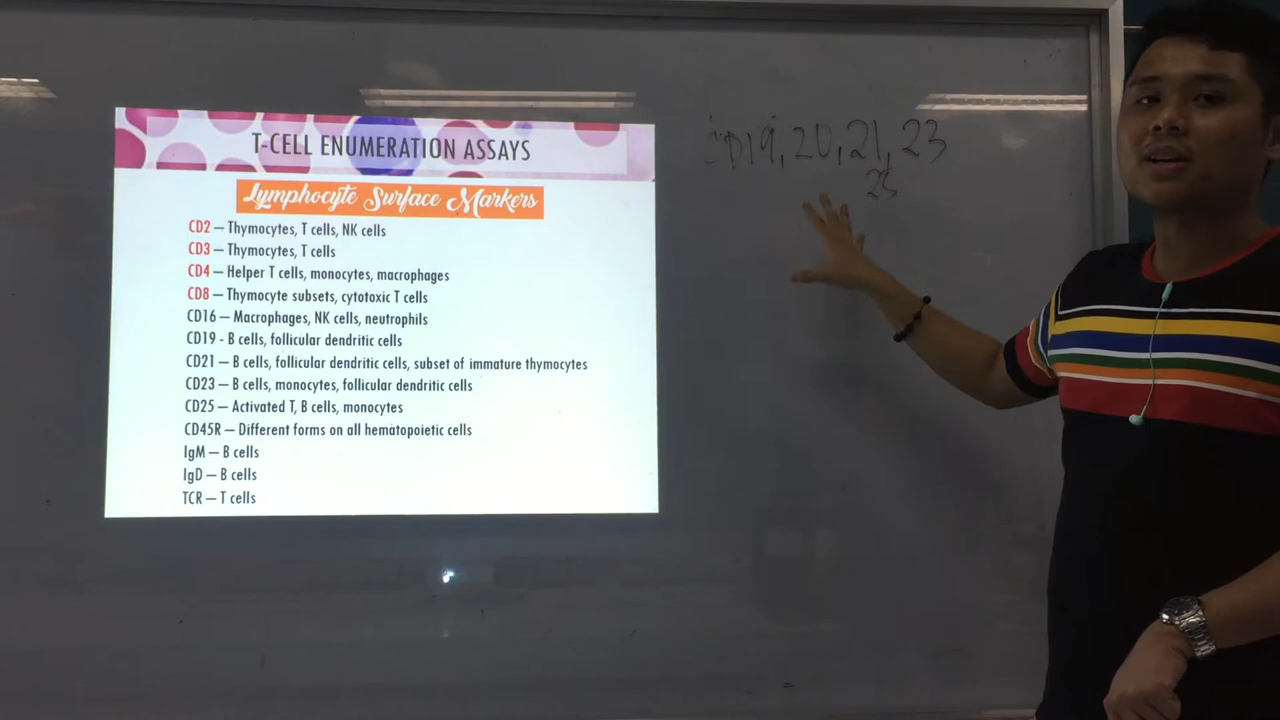 T-CELL ENUMERATION ASSAYS
Lymphocyte Surface Markers
CD2 – Thymocytes, T cells, NK cells
CD3 – Thymocytes, T cells
CD4 – Helper T cells, monocytes, macrophages
CD8 – Thymocyte subsets, cytotoxic T cells
CD16 – Macrophages, NK cells, neutrophils
CD19 - B cells, follicular dendritic cells
CD21 – B cells, follicular dendritic cells, subset of immature thymocytes
CD23 – B cells, monocytes, follicular dendritic cells
CD25 – Activated T, B cells, monocytes
CD45R – Different forms on all hematopoietic cells
IgM – B cells
IgD – B cells
TCR – T cells
CD19, 20, 21, 23
25